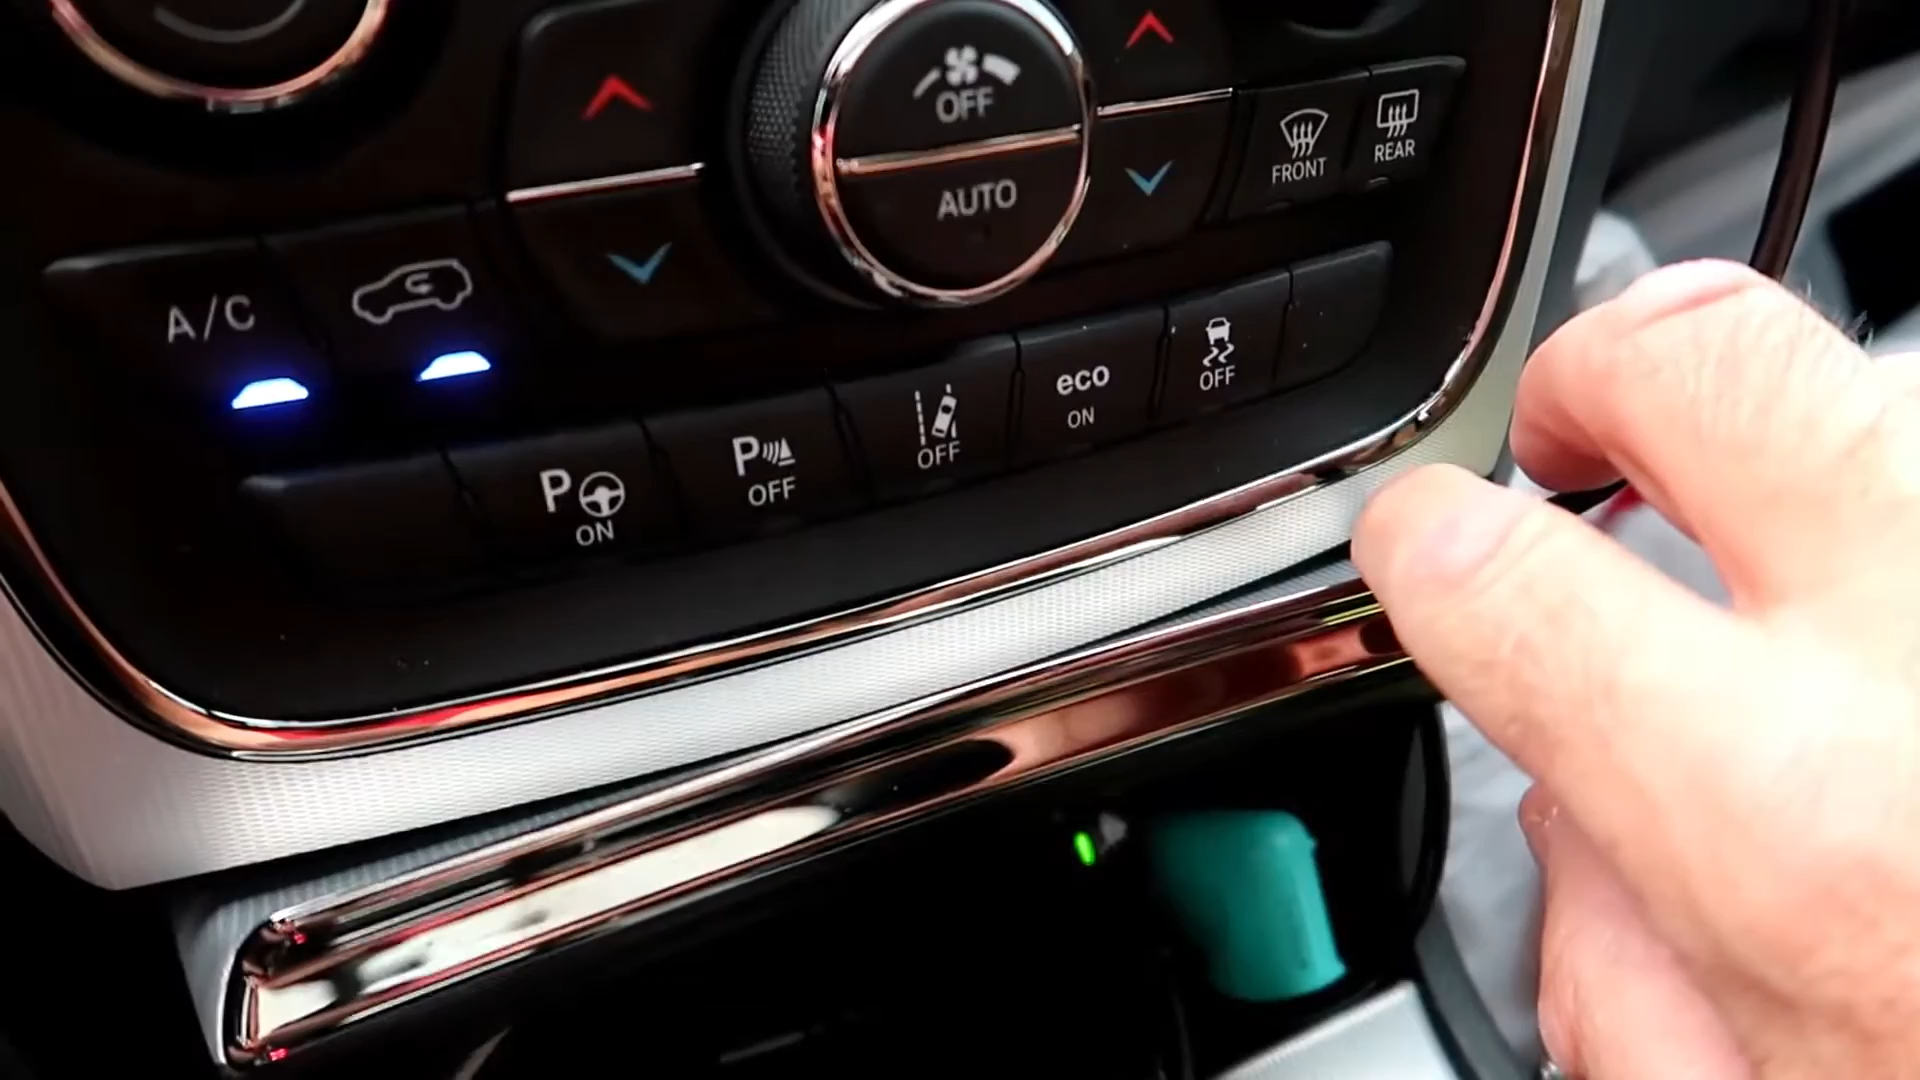 OFF
AUTO
FRONT
REAR
A/C
P ON
P OFF
OFF
eco
ON
OFF